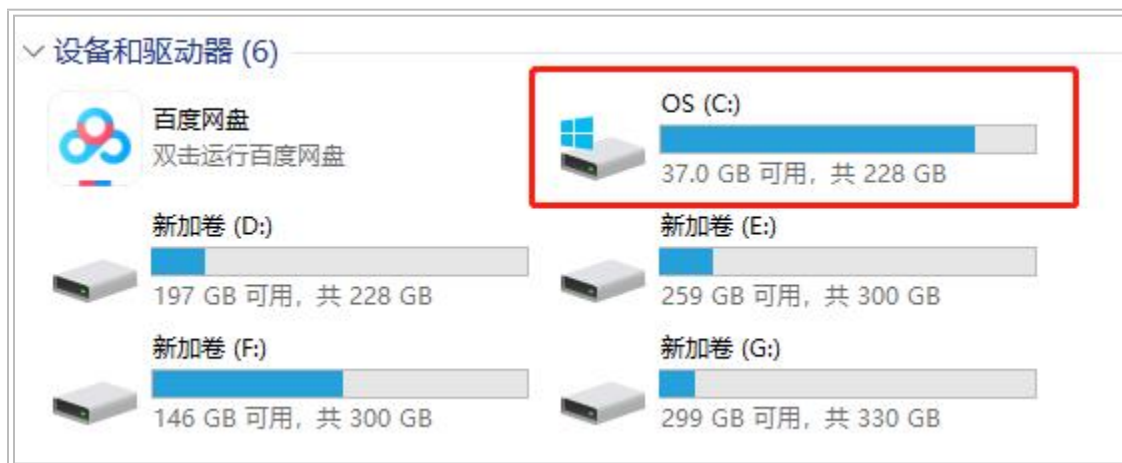 设备和驱动器 (6)
百度网盘
双击运行百度网盘
OS (C:)
37.0 GB 可用，共 228 GB
新加卷 (D:)
197 GB 可用，共 228 GB
新加卷 (E:)
259 GB 可用，共 300 GB
新加卷 (F:)
146 GB 可用，共 300 GB
新加卷 (G:)
299 GB 可用，共 330 GB